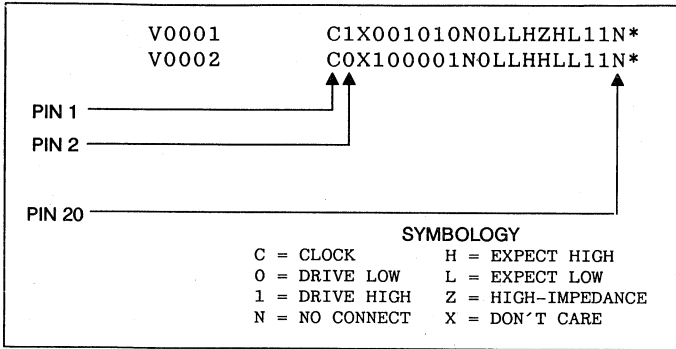 V0001 C1X001010N0LLHZHL11N*
V0002 C0X100001N0LLHHLL11N*
PIN 1
PIN 2
PIN 20
SYMBOLOGY
C = CLOCK H = EXPECT HIGH
0 = DRIVE LOW L = EXPECT LOW
1 = DRIVE HIGH Z = HIGH-IMPEDANCE
N = NO CONNECT X = DON´T CARE